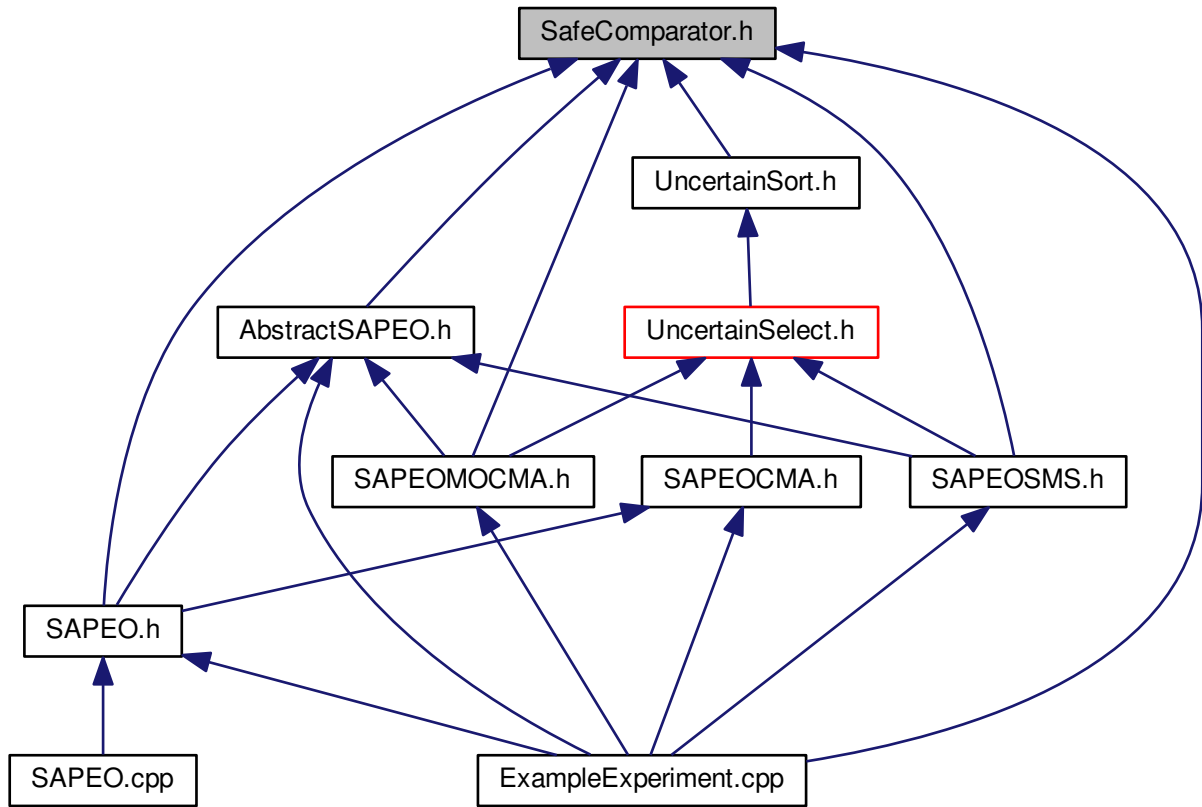 SafeComparator.h
UncertainSort.h
AbstractSAPEO.h
UncertainSelect.h
SAPEOMOCMA.h
SAPEOCMA.h
SAPEOSMS.h
SAPEO.h
SAPEO.cpp
ExampleExperiment.cpp